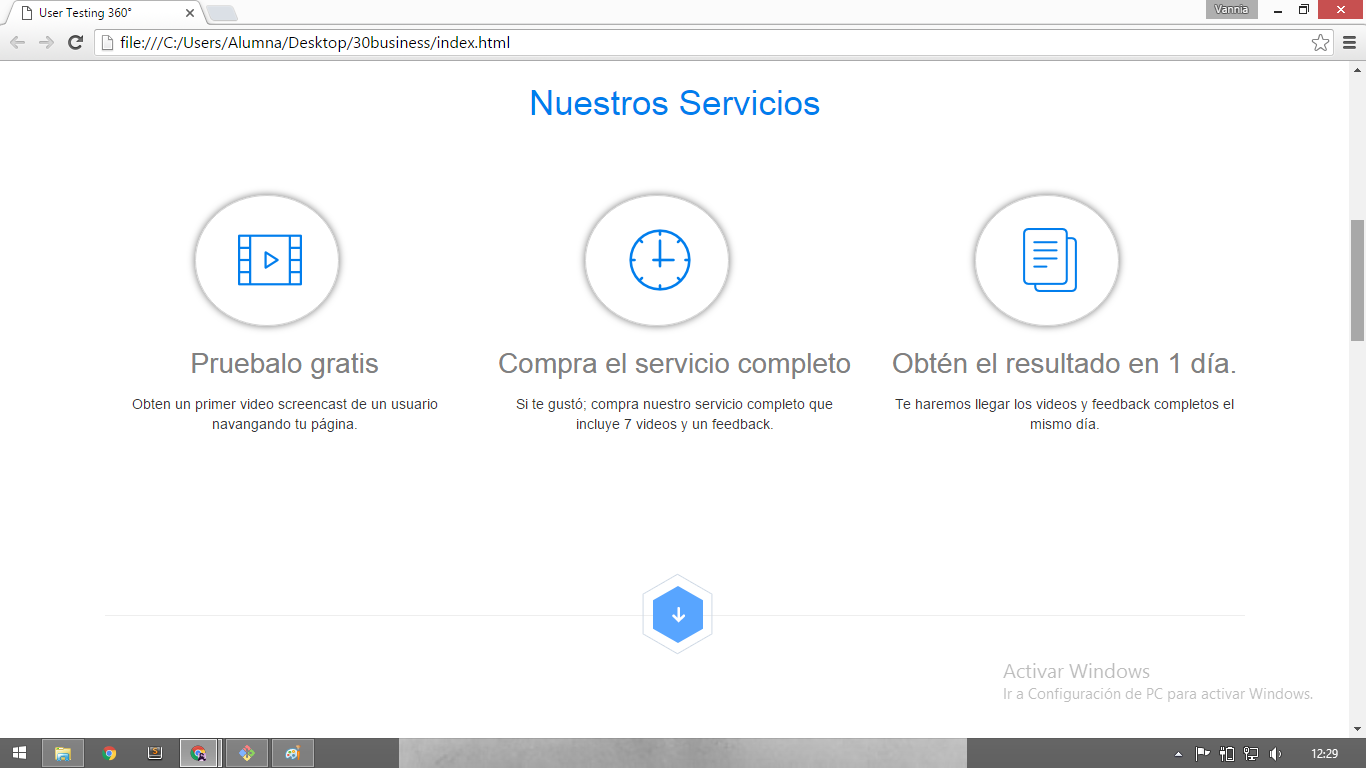 User Testing 360°
Vannia
file:///C:/Users/Alumna/Desktop/30business/index.html
Nuestros Servicios
Pruebalo gratis
Obten un primer video screencast de un usuario
navangando tu página.
Compra el servicio completo
Si te gustó; compra nuestro servicio completo que
incluye 7 videos y un feedback.
Obtén el resultado en 1 día.
Te haremos llegar los videos y feedback completos el
mismo día.
Activar Windows
Ir a Configuración de PC para activar Windows.
12:29